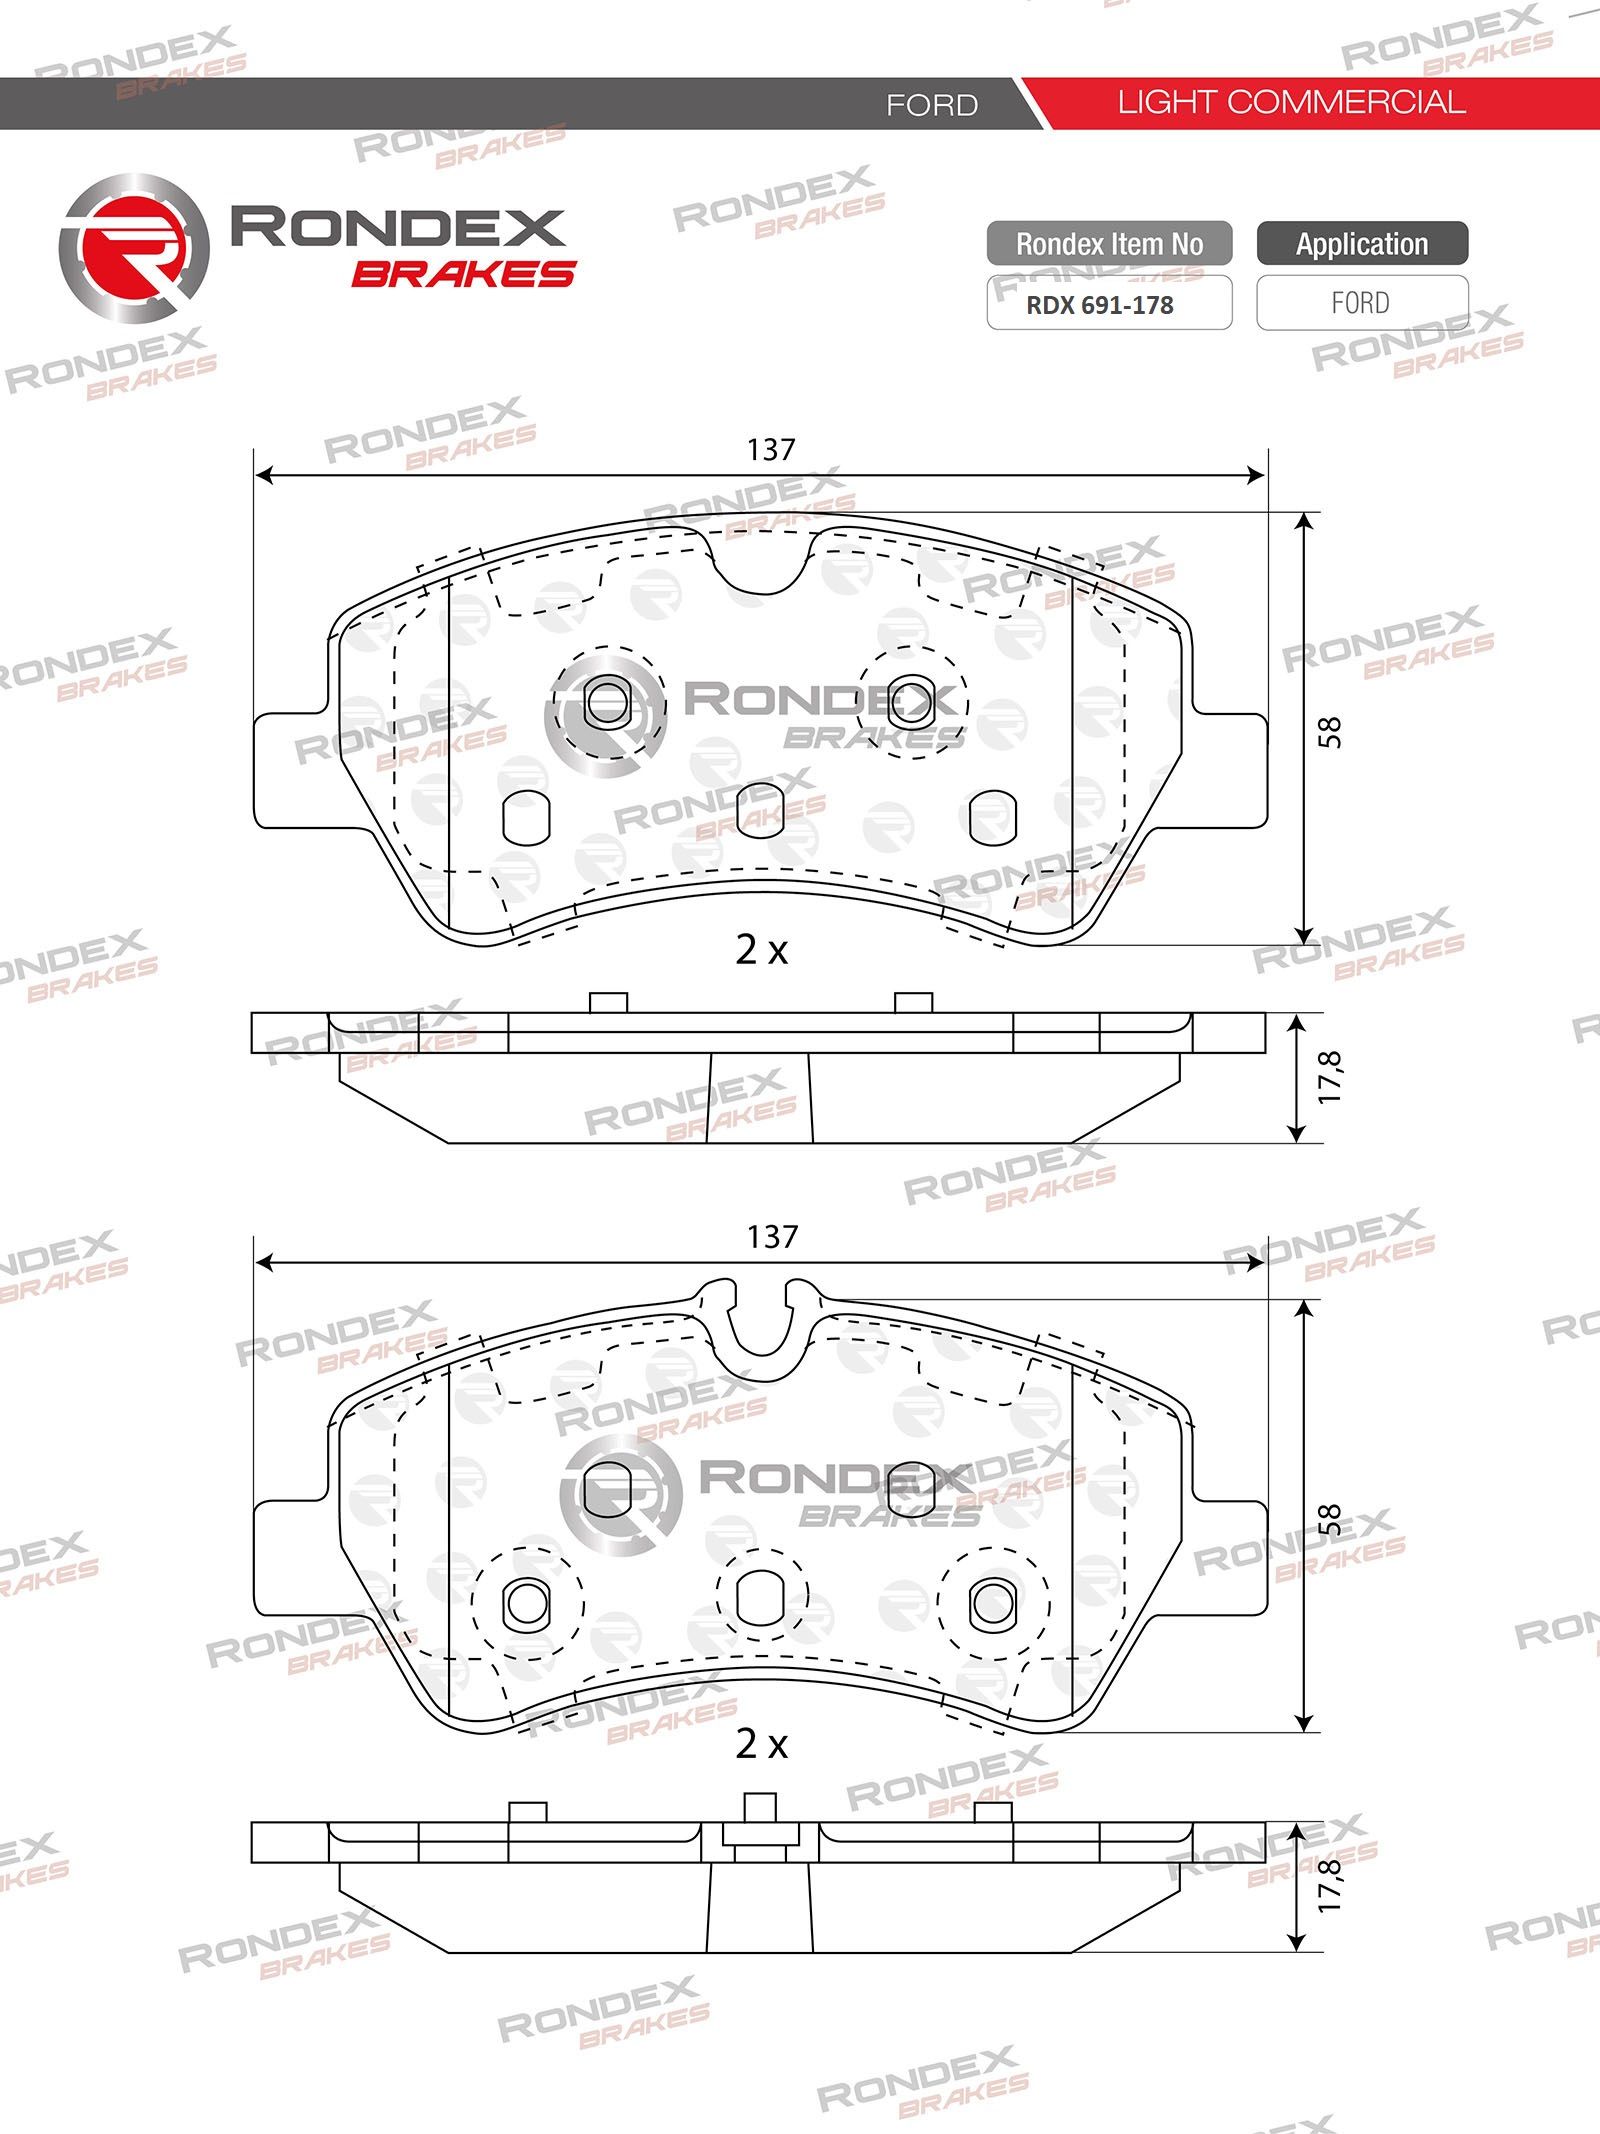 FORD
LIGHT COMMERCIAL
RONDEX
BRAKES
Rondex Item No
Application
RDX 691-178
FORD
137
58
RONDEX
BRAKES
2 x
17,8
137
58
RONDEX
BRAKES
2 x
17,8